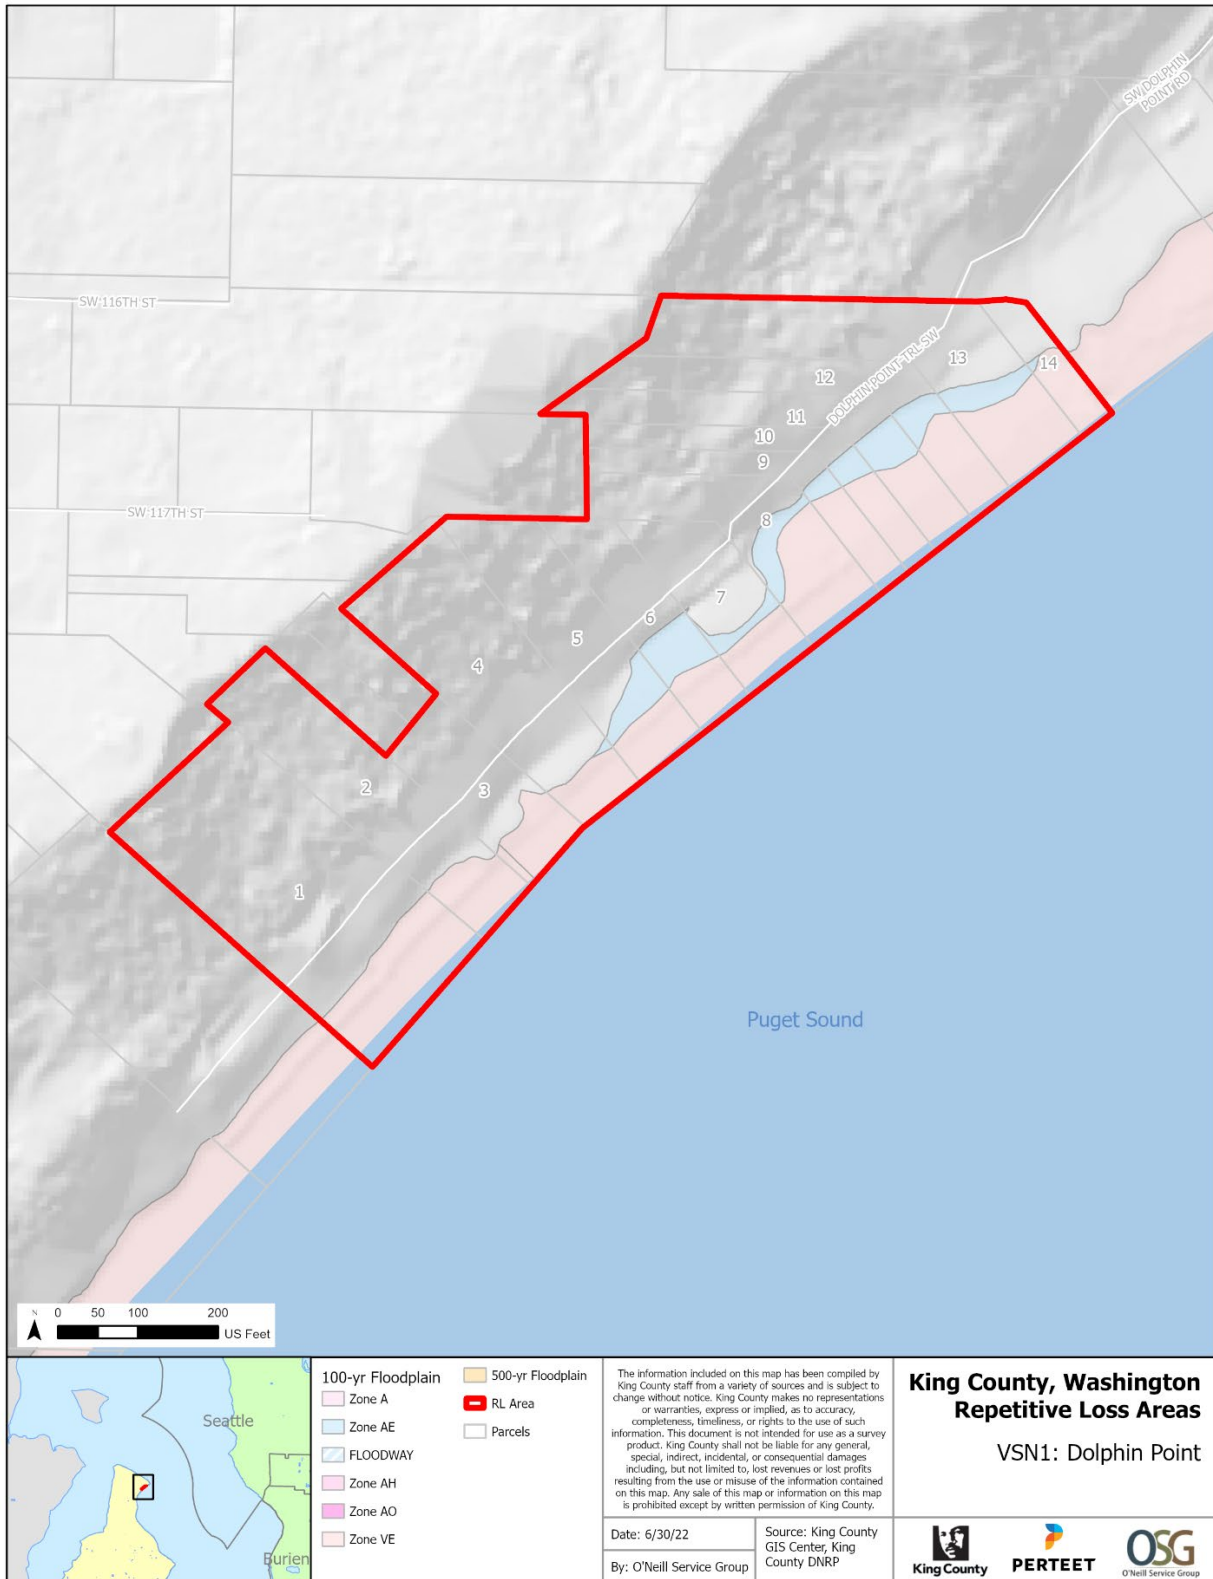 SW DOLPHIN
POINT RD
SW 116TH ST
DOLPHIN POINT TRL SW
13
14
12
11
10
9
SW 117TH ST
8
7
6
5
4
2
3
1
Puget Sound
N
0 50 100 200
US Feet
Seattle
Burien
100-yr Floodplain
Zone A
Zone AE
FLOODWAY
Zone AH
Zone AO
Zone VE
500-yr Floodplain
RL Area
Parcels
The information included on this map has been compiled by
King County staff from a variety of sources and is subject to
change without notice. King County makes no representations
or warranties, express or implied, as to accuracy,
completeness, timeliness, or rights to the use of such
information. This document is not intended for use as a survey
product. King County shall not be liable for any general,
special, indirect, incidental, or consequential damages
including, but not limited to, lost revenues or lost profits
resulting from the use or misuse of the information contained
on this map. Any sale of this map or information on this map
is prohibited except by written permission of King County.
Date: 6/30/22
By: O'Neill Service Group
Source: King County
GIS Center, King
County DNRP
King County, Washington
Repetitive Loss Areas
VSN1: Dolphin Point
King County
PERTEET
OSG
O'Neill Service Group